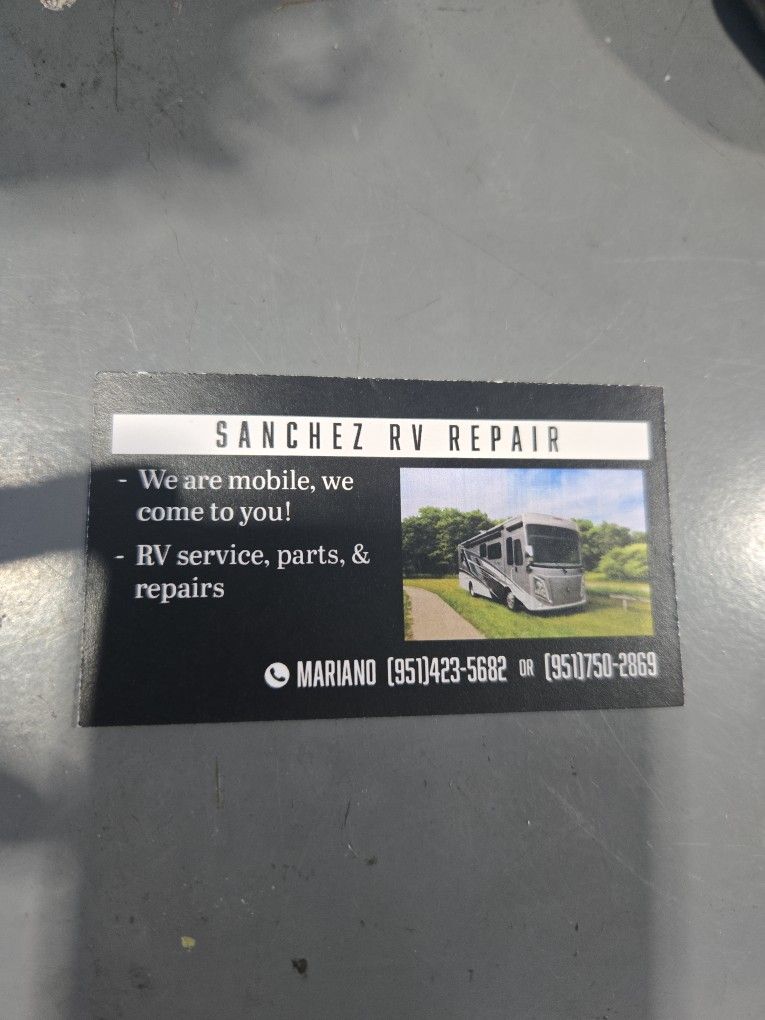 SANCHEZ RV REPAIR
- We are mobile, we
come to you!
- RV service, parts, &
repairs
MARIANO (951)423-5682 OR (951)750-2869